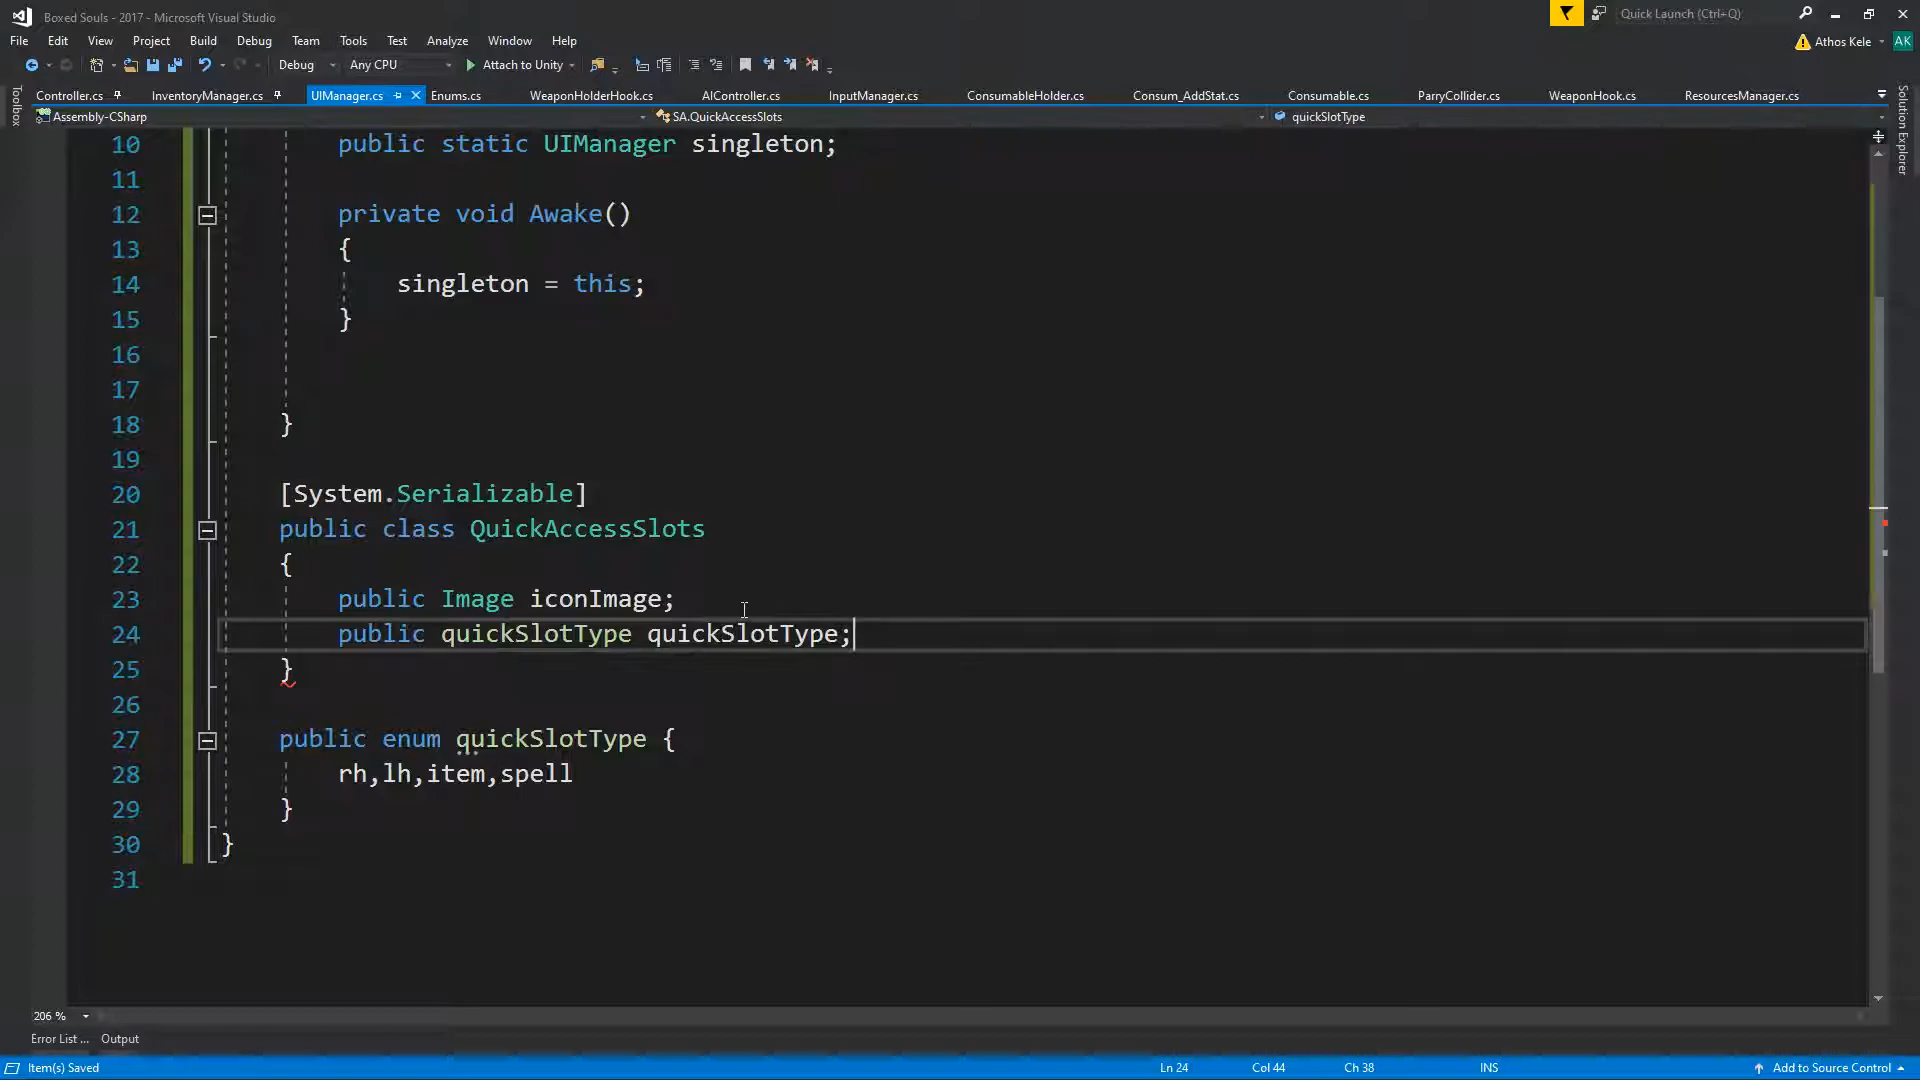 Boxed Souls - 2017 - Microsoft Visual Studio
Quick Launch (Ctrl+Q)
File Edit View Project Build Debug Team Tools Test Analyze Window Help
Athos Kele AK
Debug Any CPU Attach to Unity
Toolbox
Controller.cs InventoryManager.cs UIManager.cs Enums.cs WeaponHolderHook.cs AIController.cs InputManager.cs ConsumableHolder.cs Consum_AddStat.cs Consumable.cs ParryCollider.cs WeaponHook.cs ResourcesManager.cs
Solution Explorer
Assembly-CSharp SA.QuickAccessSlots quickSlotType
10 public static UIManager singleton;
11
12 private void Awake()
13 {
14 singleton = this;
15 }
16
17
18 }
19
20 [System.Serializable]
21 public class QuickAccessSlots
22 {
23 public Image iconImage;
24 public quickSlotType quickSlotType;
25 }
26
27 public enum quickSlotType {
28 rh,lh,item,spell
29 }
30 }
31
206 %
Error List ... Output
Item(s) Saved Ln 24 Col 44 Ch 38 INS Add to Source Control